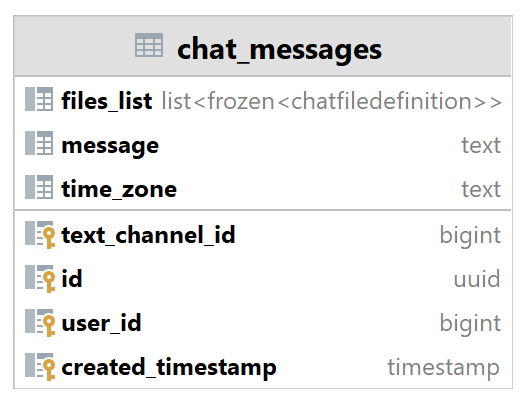 chat_messages
files_list list<frozen<chatfiledefinition>>
message text
time_zone text
text_channel_id bigint
id uuid
user_id bigint
created_timestamp timestamp